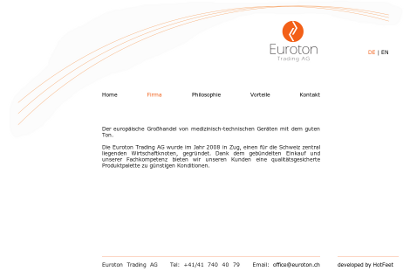 Euroton
Trading AG
DE | EN
Home Firma Philosophie Vorteile Kontakt
Der europäische Großhandel von medizinisch-technischen Geräten mit dem guten
Ton.
Die Euroton Trading AG wurde im Jahr 2008 in Zug, einen für die Schweiz zentral
liegenden Wirtschaftknoten, gegründet. Dank dem gebündelten Einkauf und
unserer Fachkompetenz bieten wir unseren Kunden eine qualitätsgesicherte
Produktpalette zu günstigen Konditionen.
Euroton Trading AG Tel: +41/41 740 40 79 Email: office@euroton.ch developed by HotFeet